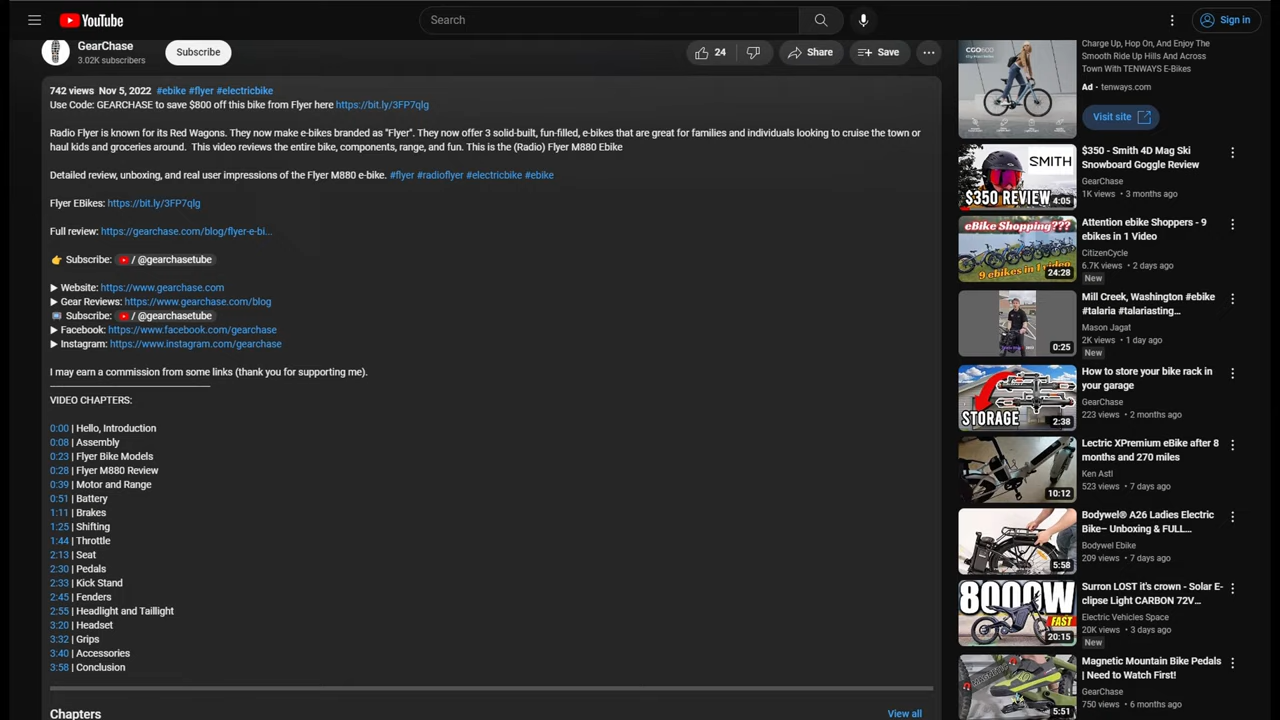 YouTube
Search
Sign in
GearChase
3.02K subscribers
Subscribe
24
Share
Save
742 views Nov 5, 2022 #ebike #flyer #electricbike
Use Code: GEARCHASE to save $800 off this bike from Flyer here https://bit.ly/3FP7qlg
Radio Flyer is known for its Red Wagons. They now make e-bikes branded as "Flyer". They now offer 3 solid-built, fun-filled, e-bikes that are great for families and individuals looking to cruise the town or
haul kids and groceries around. This video reviews the entire bike, components, range, and fun. This is the (Radio) Flyer M880 Ebike
Detailed review, unboxing, and real user impressions of the Flyer M880 e-bike. #flyer #radioflyer #electricbike #ebike
Flyer EBikes: https://bit.ly/3FP7qlg
Full review: https://gearchase.com/blog/flyer-e-bi...
👉 Subscribe: / @gearchasetube
▶ Website: https://www.gearchase.com
▶ Gear Reviews: https://www.gearchase.com/blog
Subscribe: / @gearchasetube
▶ Facebook: https://www.facebook.com/gearchase
▶ Instagram: https://www.instagram.com/gearchase
I may earn a commission from some links (thank you for supporting me).
VIDEO CHAPTERS:
0:00 | Hello, Introduction
0:08 | Assembly
0:23 | Flyer Bike Models
0:28 | Flyer M880 Review
0:39 | Motor and Range
0:51 | Battery
1:11 | Brakes
1:25 | Shifting
1:44 | Throttle
2:13 | Seat
2:30 | Pedals
2:33 | Kick Stand
2:45 | Fenders
2:55 | Headlight and Taillight
3:20 | Headset
3:32 | Grips
3:40 | Accessories
3:58 | Conclusion
Chapters
View all
CGO600
Charge Up, Hop On, And Enjoy The
Smooth Ride Up Hills And Across
Town With TENWAYS E-Bikes
Ad · tenways.com
Visit site
SMITH
$350 REVIEW
4:05
$350 - Smith 4D Mag Ski
Snowboard Goggle Review
GearChase
1K views • 3 months ago
eBike Shopping???
9 ebikes in 1 video
24:28
Attention ebike Shoppers - 9
ebikes in 1 Video
CitizenCycle
6.7K views • 2 days ago
New
0:25
Mill Creek, Washington #ebike
#talaria #talariasting...
Mason Jagat
2K views • 1 day ago
New
STORAGE
2:38
How to store your bike rack in
your garage
GearChase
223 views • 2 months ago
10:12
Lectric XPremium eBike after 8
months and 270 miles
Ken Astl
523 views • 7 days ago
5:58
Bodywel® A26 Ladies Electric
Bike– Unboxing & FULL...
Bodywel Ebike
209 views • 7 days ago
8000W
FAST
20:15
Surron LOST it's crown - Solar E-
clipse Light CARBON 72V...
Electric Vehicles Space
20K views • 3 days ago
New
MAGNETIC
5:51
Magnetic Mountain Bike Pedals
| Need to Watch First!
GearChase
750 views • 6 months ago